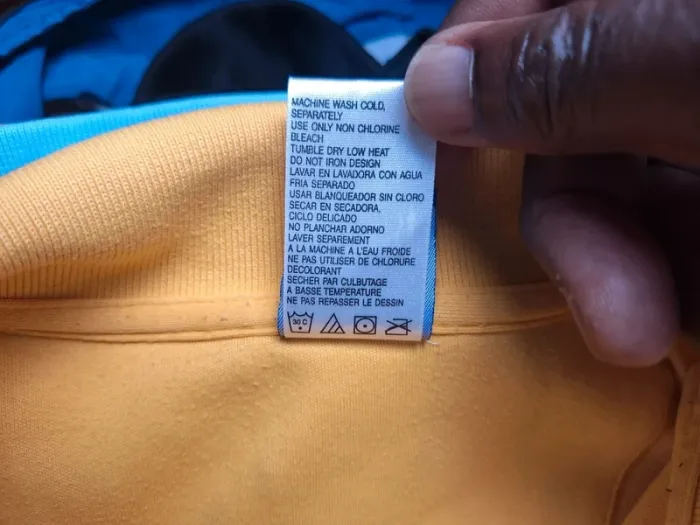 MACHINE WASH COLD,
SEPARATELY
USE ONLY NON CHLORINE
BLEACH
TUMBLE DRY LOW HEAT
DO NOT IRON DESIGN
LAVAR EN LAVADORA CON AGUA
FRIA SEPARADO
USAR BLANQUEADOR SIN CLORO
SECAR EN SECADORA.
CICLO DELICADO
NO PLANCHAR ADORNO
LAVER SEPAREMENT
A LA MACHINE A L'EAU FROIDE
NE PAS UTILISER DE CHLORURE
DECOLORANT
SECHER PAR CULBUTAGE
A BASSE TEMPERATURE
NE PAS REPASSER LE DESSIN
30 C